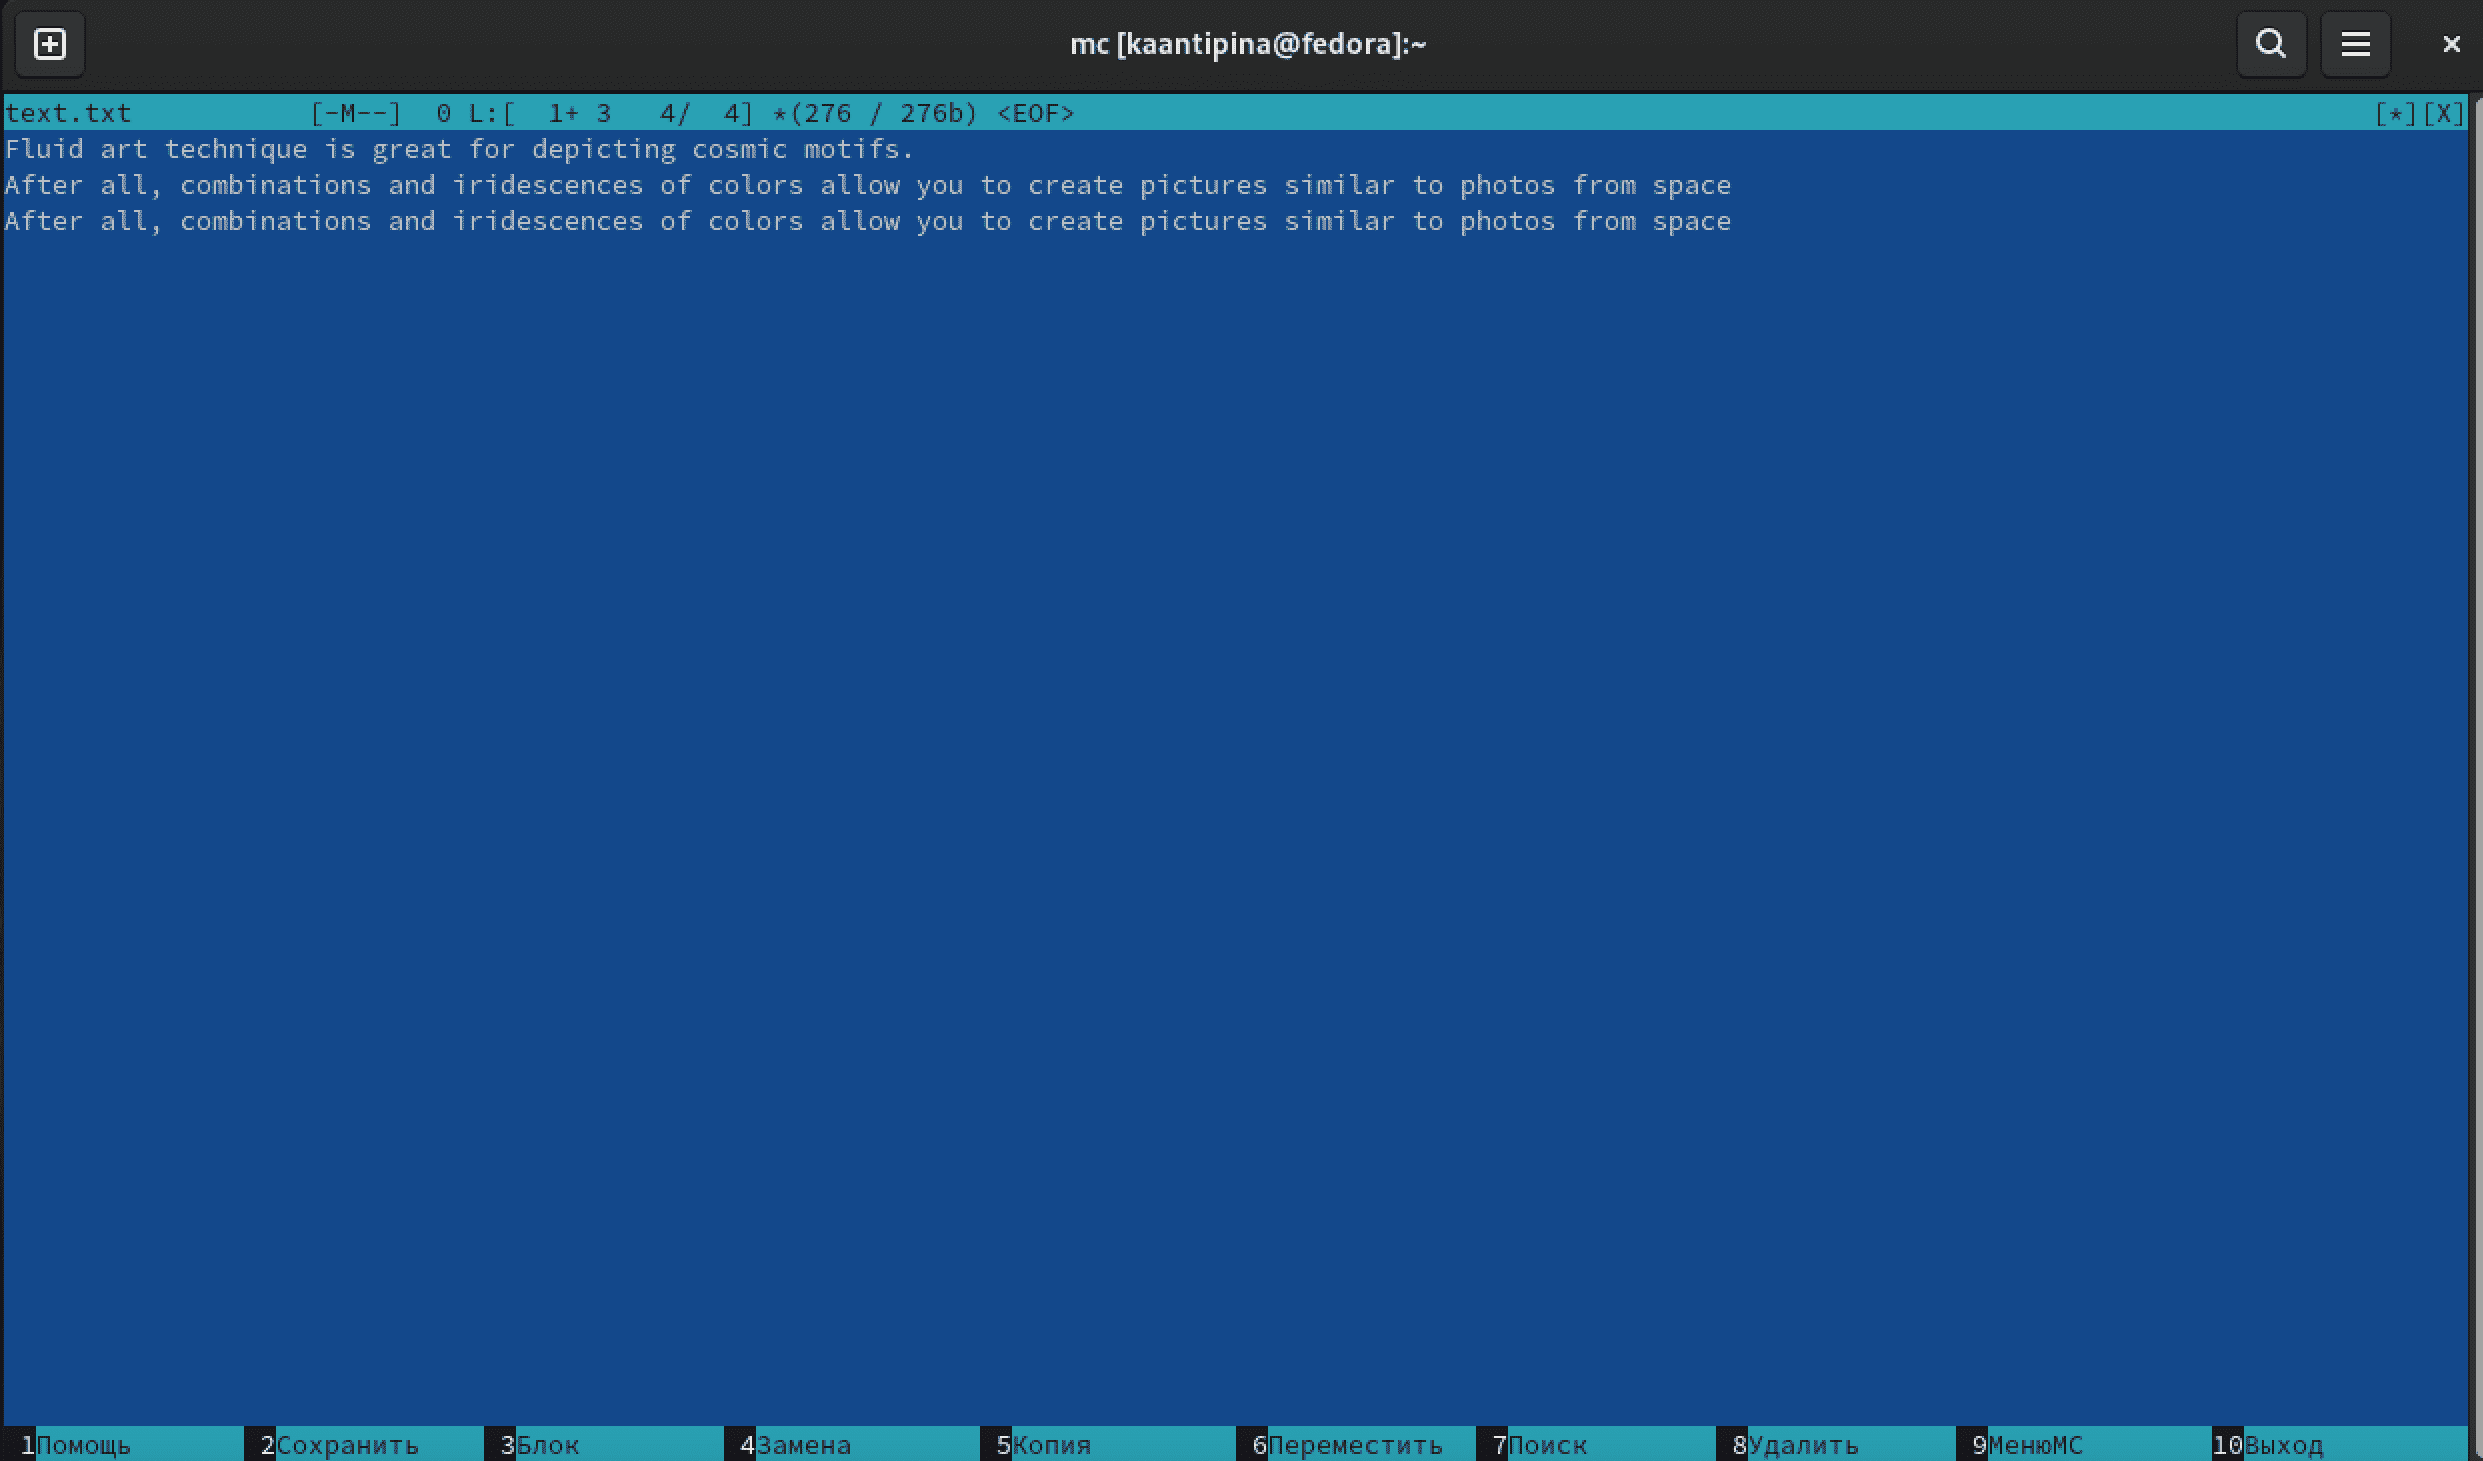 mc [kaantipina@fedora]:~
text.txt [-M--] 0 L:[ 1+ 3 4/ 4] *(276 / 276b) <EOF> [*][X]
Fluid art technique is great for depicting cosmic motifs.
After all, combinations and iridescences of colors allow you to create pictures similar to photos from space
After all, combinations and iridescences of colors allow you to create pictures similar to photos from space
1Помощь 2Сохранить 3Блок 4Замена 5Копия 6Переместить 7Поиск 8Удалить 9МенюМС 10Выход